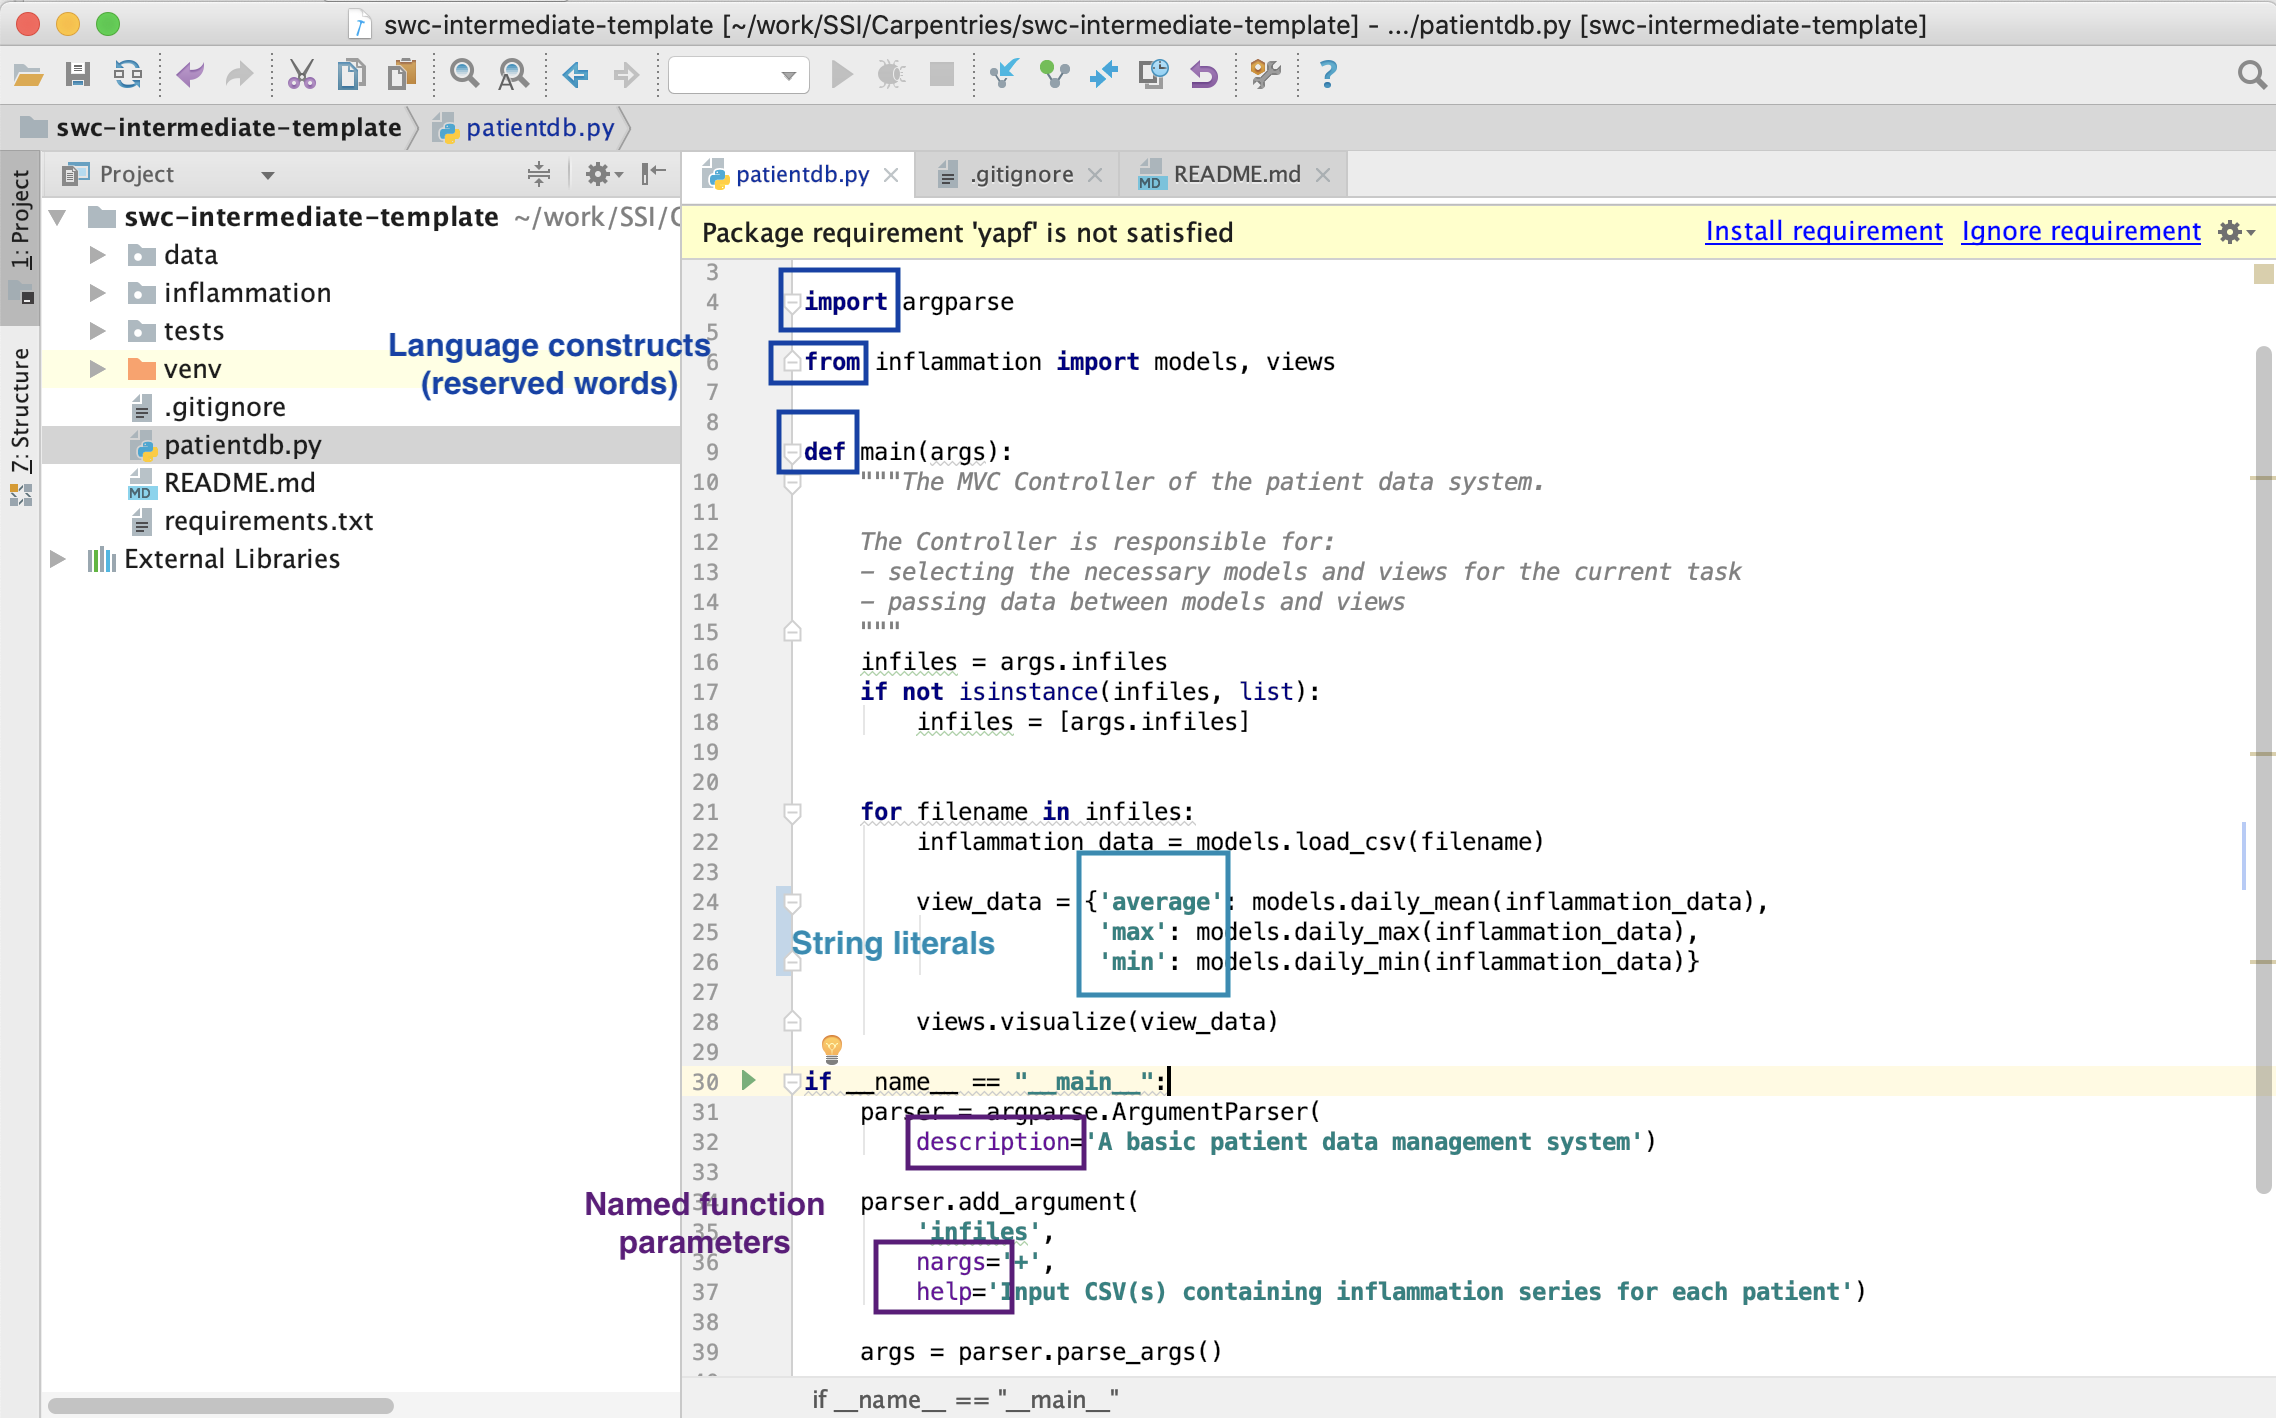 swc-intermediate-template [~/work/SSI/Carpentries/swc-intermediate-template] - .../patientdb.py [swc-intermediate-template]
swc-intermediate-template patientdb.py
1: Project
Z: Structure
Project
swc-intermediate-template ~/work/SSI/C
data
inflammation
tests
venv
.gitignore
patientdb.py
README.md
requirements.txt
External Libraries
Language constructs
(reserved words)
patientdb.py .gitignore README.md
Package requirement 'yapf' is not satisfied Install requirement Ignore requirement
3
4 import argparse
5
6 from inflammation import models, views
7
8
9 def main(args):
10 """The MVC Controller of the patient data system.
11
12 The Controller is responsible for:
13 - selecting the necessary models and views for the current task
14 - passing data between models and views
15 """
16 infiles = args.infiles
17 if not isinstance(infiles, list):
18 infiles = [args.infiles]
19
20
21 for filename in infiles:
22 inflammation_data = models.load_csv(filename)
23
24 view_data = {'average': models.daily_mean(inflammation_data),
25 'max': models.daily_max(inflammation_data),
String literals
26 'min': models.daily_min(inflammation_data)}
27
28 views.visualize(view_data)
29
30 if __name__ == "__main__":
31 parser = argparse.ArgumentParser(
32 description='A basic patient data management system')
33
34 parser.add_argument(
Named function
parameters
35 'infiles',
36 nargs='+',
37 help='Input CSV(s) containing inflammation series for each patient')
38
39 args = parser.parse_args()
if __name__ == "__main__"